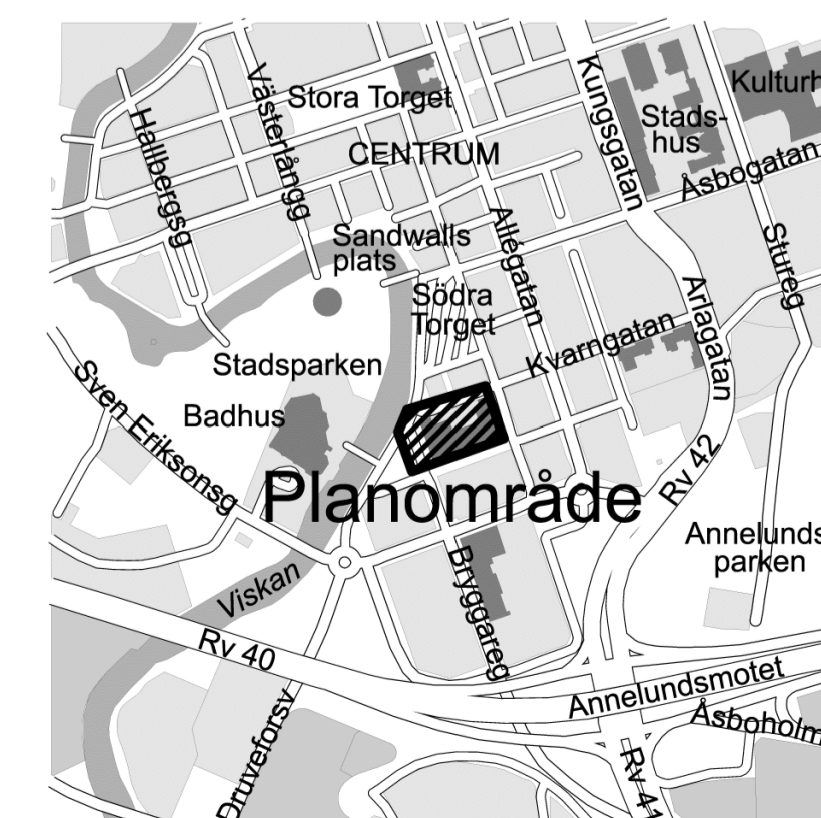 Kulturh
Stora Torget
Västerlångg
Kungsgatan
Hallbergsg
Stads-
hus
CENTRUM
Åsbogatan
Allégatan
Sandwalls
plats
Stureg
Södra
Torget
Arlagatan
Kvarngatan
Stadsparken
Sven Eriksonsg
Badhus
Rv 42
Planområde
Annelunds
parken
Bryggareg
Viskan
Rv 40
Annelundsmotet
Åsboholm
Druveforsv
Rv 41